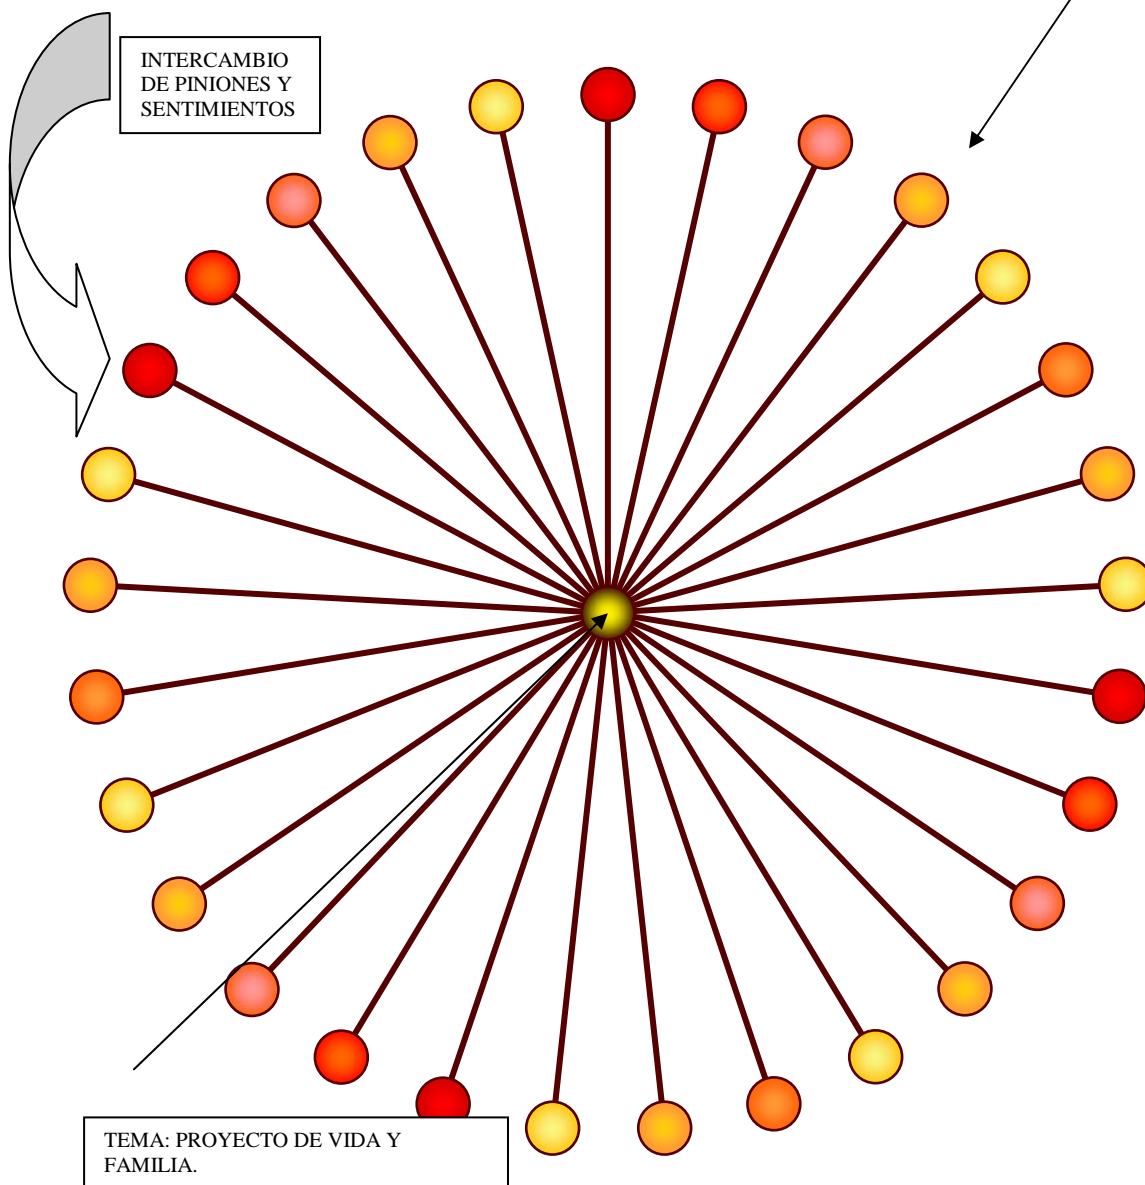 INTERCAMBIO
DE PINIONES Y
SENTIMIENTOS
TEMA: PROYECTO DE VIDA Y
FAMILIA.